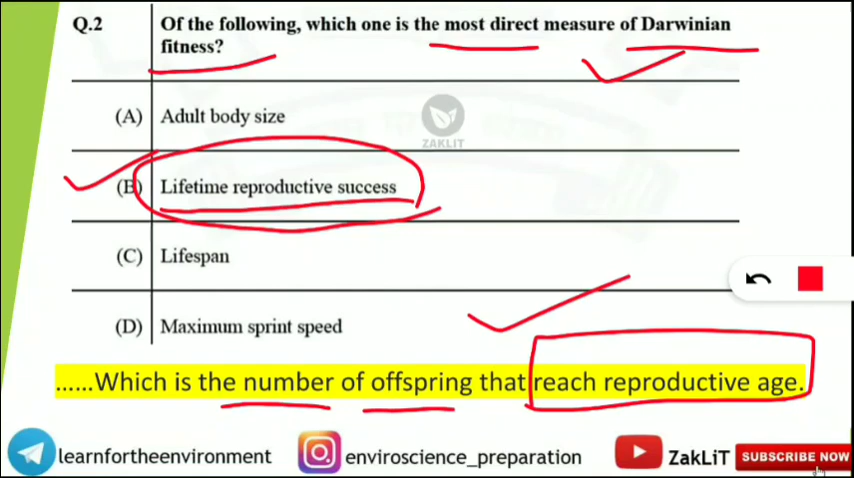 Q.2 Of the following, which one is the most direct measure of Darwinian
fitness?
(A) Adult body size
ZAKLIT
(B) Lifetime reproductive success
(C) Lifespan
(D) Maximum sprint speed
......Which is the number of offspring that reach reproductive age.
learnfortheenvironment enviroscience_preparation ZakLiT SUBSCRIBE NOW